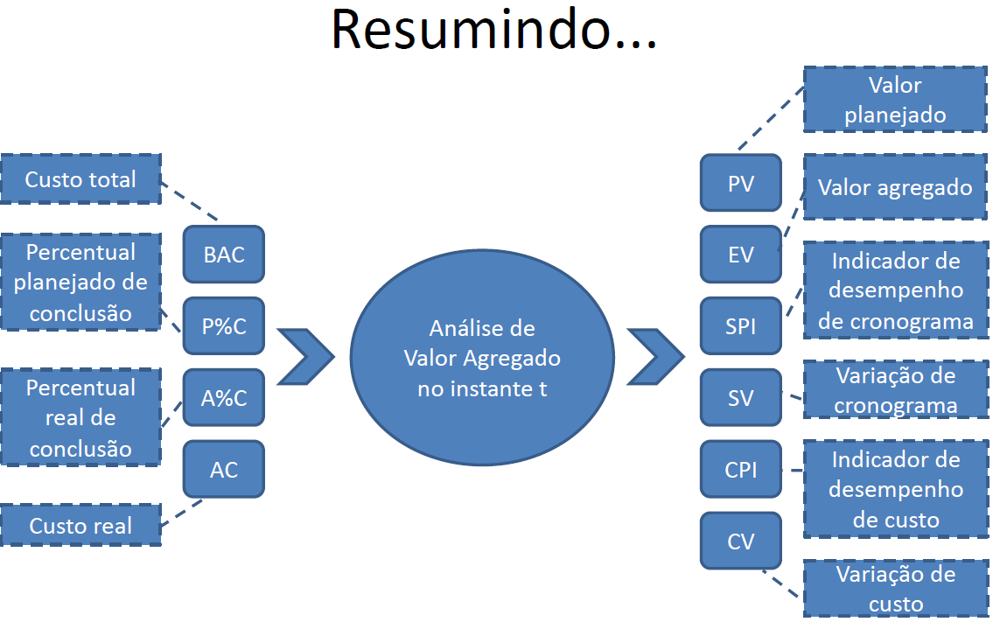 Resumindo...
Custo total
Percentual
planejado de
conclusão
Percentual
real de
conclusão
Custo real
BAC
P%C
A%C
AC
Análise de
Valor Agregado
no instante t
PV
EV
SPI
SV
CPI
CV
Valor
planejado
Valor agregado
Indicador de
desempenho
de cronograma
Variação de
cronograma
Indicador de
desempenho
de custo
Variação de
custo